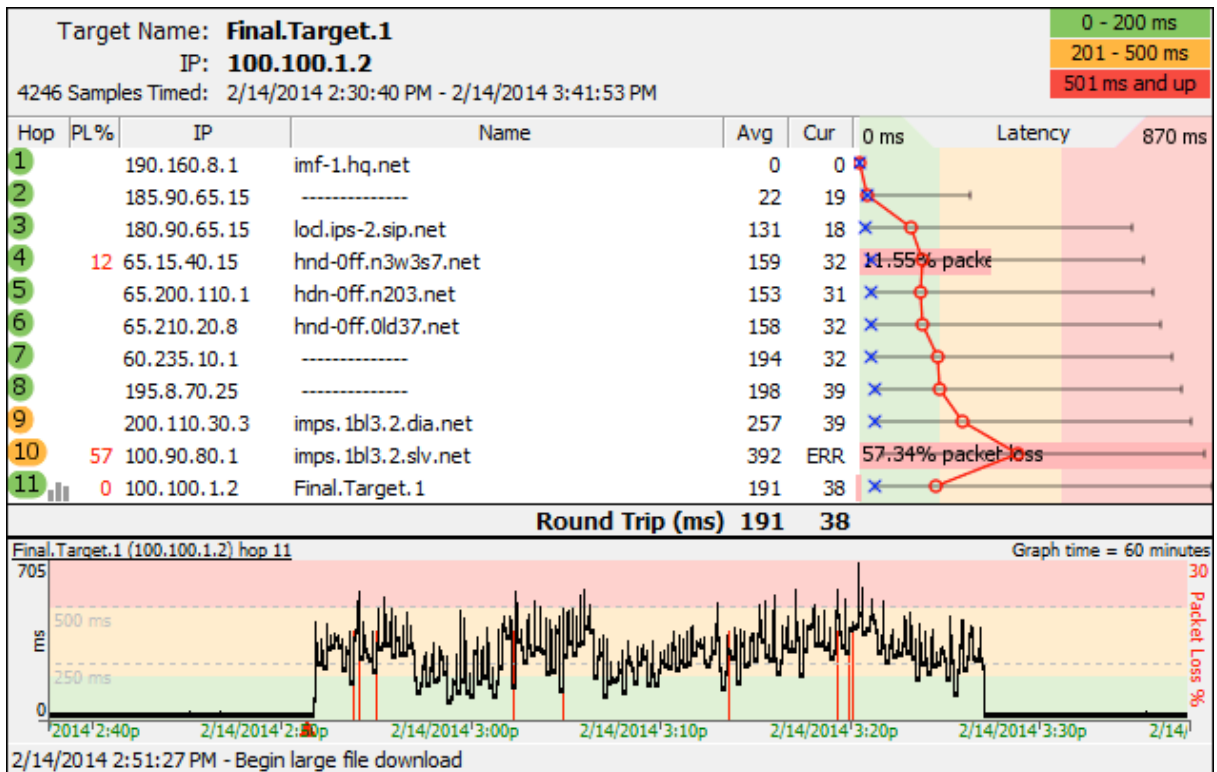 Target Name: Final.Target.1
IP: 100.100.1.2
4246 Samples Timed: 2/14/2014 2:30:40 PM - 2/14/2014 3:41:53 PM
0 - 200 ms
201 - 500 ms
501 ms and up
Hop PL% IP Name Avg Cur 0 ms Latency 870 ms
1 190.160.8.1 imf-1.hq.net 0 0
2 185.90.65.15 -------------- 22 19
3 180.90.65.15 locl.ips-2.sip.net 131 18
4 12 65.15.40.15 hnd-0ff.n3w3s7.net 159 32 11.55% packe
5 65.200.110.1 hdn-0ff.n203.net 153 31
6 65.210.20.8 hnd-0ff.0ld37.net 158 32
7 60.235.10.1 -------------- 194 32
8 195.8.70.25 -------------- 198 39
9 200.110.30.3 imps.1bl3.2.dia.net 257 39
10 57 100.90.80.1 imps.1bl3.2.slv.net 392 ERR 57.34% packet loss
11 0 100.100.1.2 Final.Target.1 191 38
Round Trip (ms) 191 38
Final.Target.1 (100.100.1.2) hop 11 Graph time = 60 minutes
705 30
500 ms
ms
250 ms
0
Packet Loss %
2014 2:40p 2/14/2014 2:50p 2/14/2014 3:00p 2/14/2014 3:10p 2/14/2014 3:20p 2/14/2014 3:30p 2/14/
2/14/2014 2:51:27 PM - Begin large file download